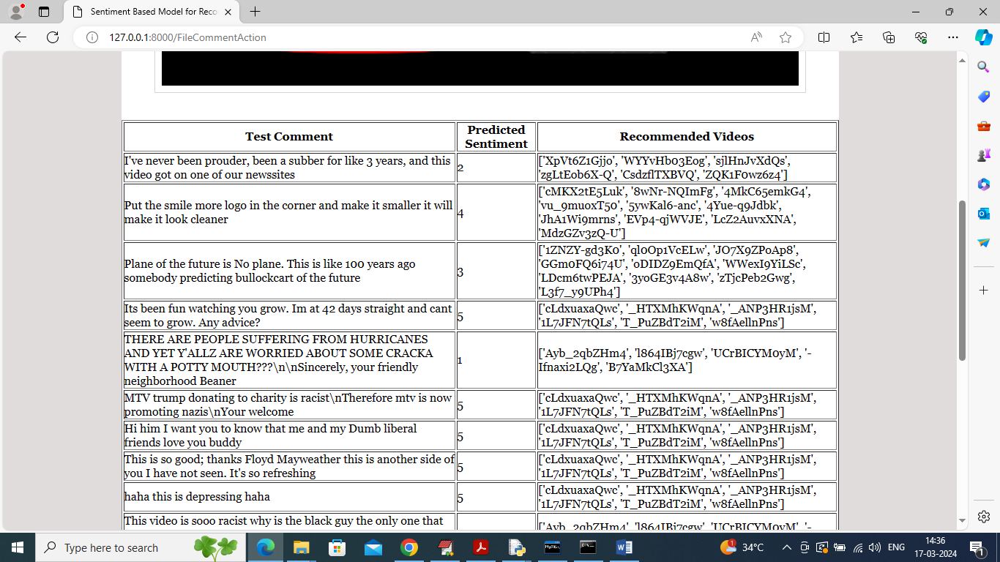 Sentiment Based Model for Reco
127.0.0.1:8000/FileCommentAction
Test Comment
Predicted
Sentiment
Recommended Videos
I've never been prouder, been a subber for like 3 years, and this
video got on one of our newssites
2
['XpVt6Z1Gjjo', 'WYYvHb03Eog', 'sjlHnJvXdQs',
'zgLtEob6X-Q', 'CsdzflTXBVQ', 'ZQK1F0wz6z4']
Put the smile more logo in the corner and make it smaller it will
make it look cleaner
4
['cMKX2tE5Luk', '8wNr-NQImFg', '4MkC65emkG4',
'vu_9muoxT50', '5ywKal6-anc', '4Yue-q9Jdbk',
'JhA1Wi9mrns', 'EVp4-qjWVJE', 'LcZ2AuvxXNA',
'MdzGZv3zQ-U']
Plane of the future is No plane. This is like 100 years ago
somebody predicting bullockcart of the future
3
['1ZNZY-gd3K0', 'ql0Op1VcELw', 'JO7X9ZPoAp8',
'GGm0FQ6i74U', 'oDIDZ9EmQfA', 'WWexI9YiLSc',
'LDcm6twPEJA', '3yoGE3v4A8w', 'zTjcPeb2Gwg',
'L3f7_y9UPh4']
Its been fun watching you grow. Im at 42 days straight and cant
seem to grow. Any advice?
5
['cLdxuaxaQwc', '_HTXMhKWqnA', '_ANP3HR1jsM',
'1L7JFN7tQLs', 'T_PuZBdT2iM', 'w8fAellnPns']
THERE ARE PEOPLE SUFFERING FROM HURRICANES
AND YET Y'ALLZ ARE WORRIED ABOUT SOME CRACKA
WITH A POTTY MOUTH???\n\nSincerely, your friendly
neighborhood Beaner
1
['Ayb_2qbZHm4', 'l864IBj7cgw', 'UCrBICYM0yM', '-
Ifnaxi2LQg', 'B7YaMkCl3XA']
MTV trump donating to charity is racist\nTherefore mtv is now
promoting nazis\nYour welcome
5
['cLdxuaxaQwc', '_HTXMhKWqnA', '_ANP3HR1jsM',
'1L7JFN7tQLs', 'T_PuZBdT2iM', 'w8fAellnPns']
Hi him I want you to know that me and my Dumb liberal
friends love you buddy
5
['cLdxuaxaQwc', '_HTXMhKWqnA', '_ANP3HR1jsM',
'1L7JFN7tQLs', 'T_PuZBdT2iM', 'w8fAellnPns']
This is so good; thanks Floyd Mayweather this is another side of
you I have not seen. It's so refreshing
5
['cLdxuaxaQwc', '_HTXMhKWqnA', '_ANP3HR1jsM',
'1L7JFN7tQLs', 'T_PuZBdT2iM', 'w8fAellnPns']
haha this is depressing haha
5
['cLdxuaxaQwc', '_HTXMhKWqnA', '_ANP3HR1jsM',
'1L7JFN7tQLs', 'T_PuZBdT2iM', 'w8fAellnPns']
This video is sooo racist why is the black guy the only one that
['Ayb_2qbZHm4', 'l864IBj7cgw', 'UCrBICYM0yM', '-
Type here to search
34°C
ENG
14:36
17-03-2024
1